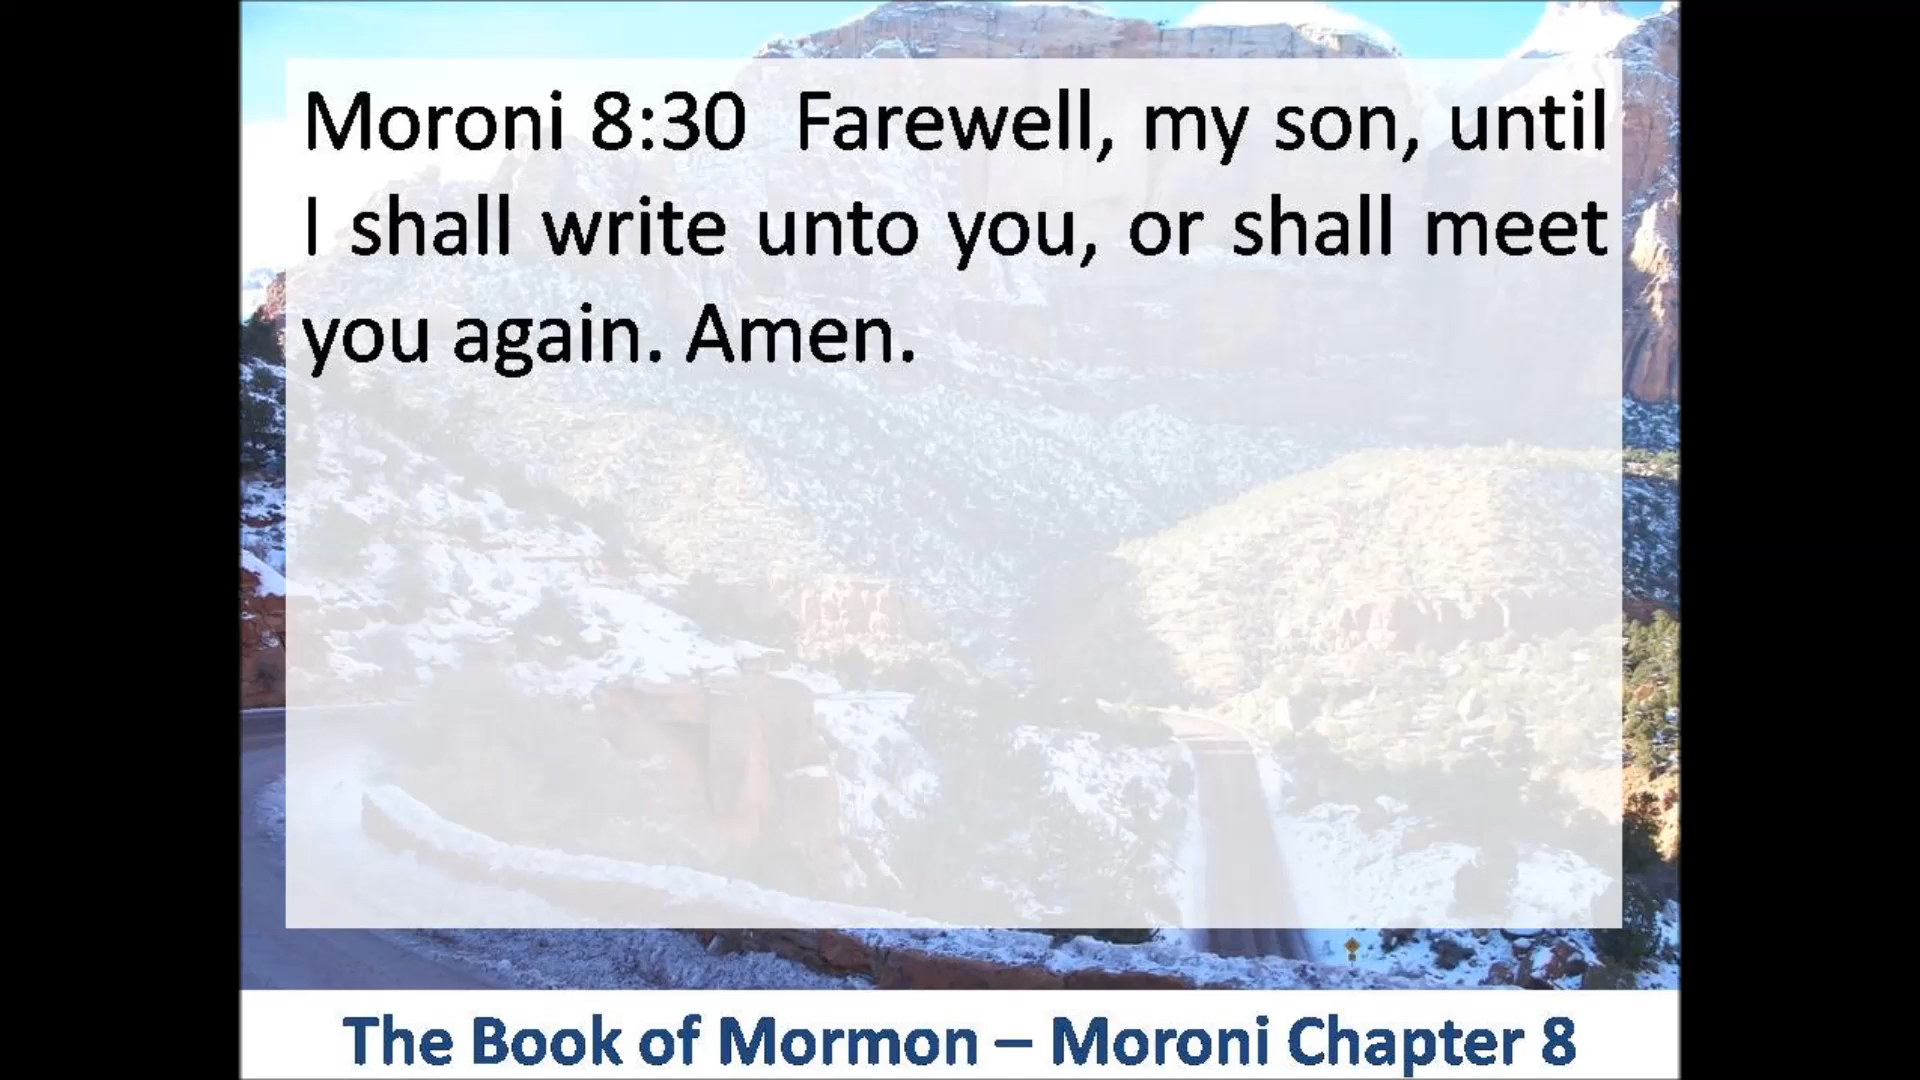 Moroni 8:30  Farewell, my son, until
I shall write unto you, or shall meet
you again. Amen.
The Book of Mormon – Moroni Chapter 8